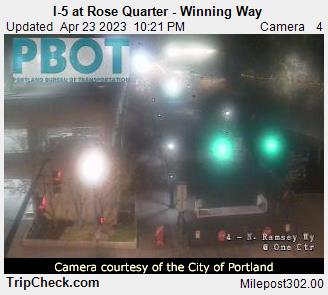 I-5 at Rose Quarter - Winning Way
Updated Apr 23 2023 10:21 PM Camera 4
PBOT
PORTLAND BUREAU OF TRANSPORTATION
4 - N. Ramsey Wy
@ One Ctr
Camera courtesy of the City of Portland
TripCheck.com Milepost302.00